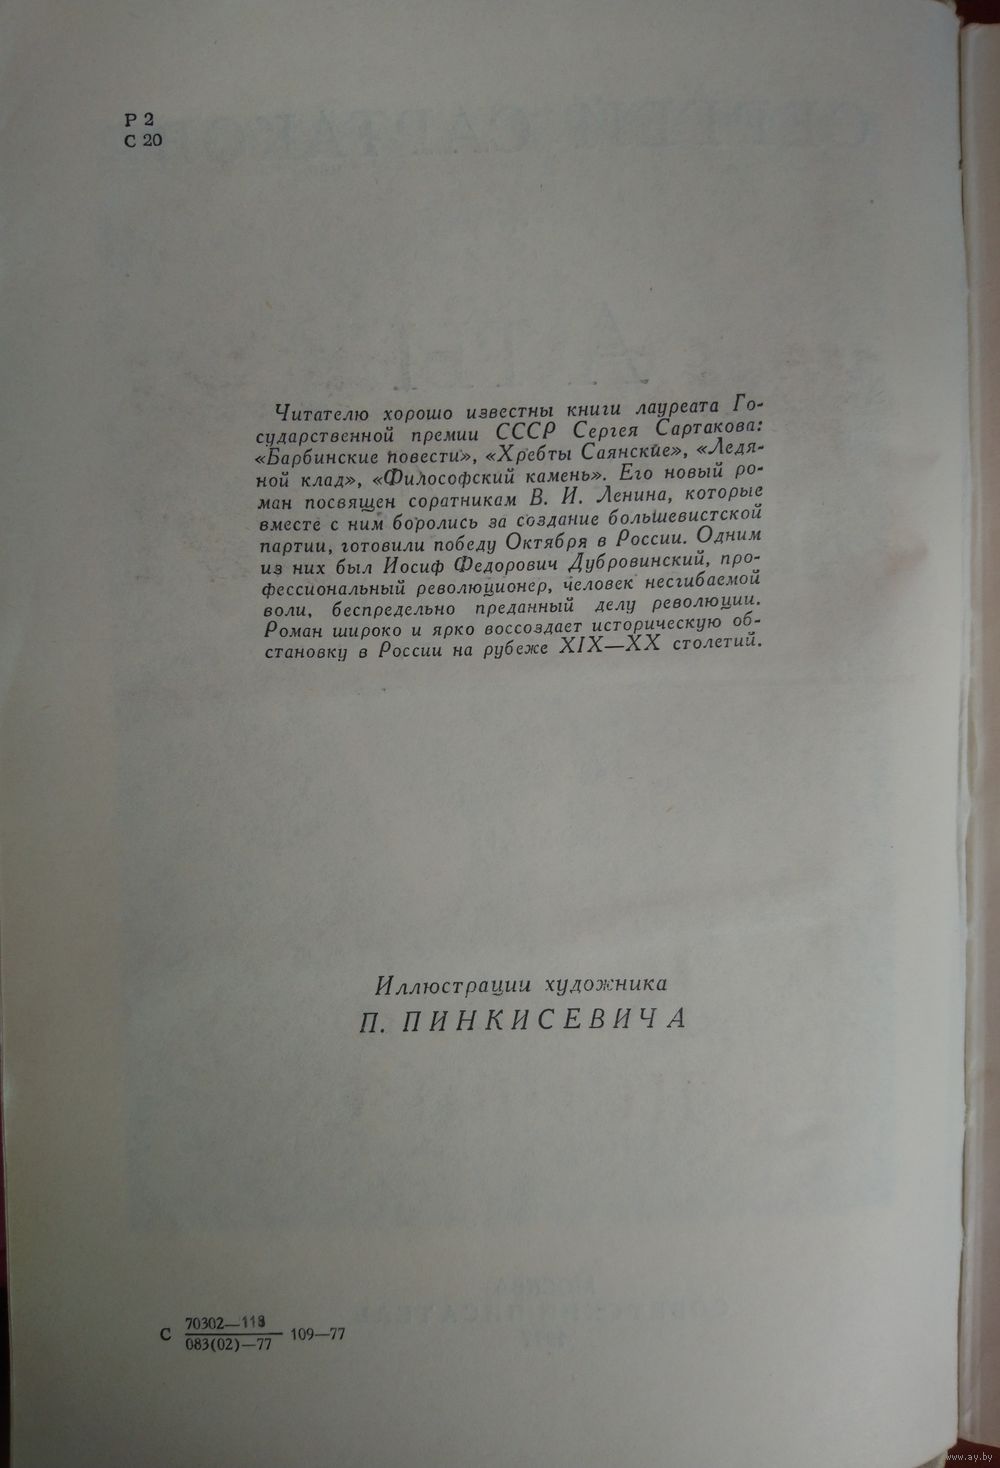 Р 2
С 20
Читателю хорошо известны книги лауреата Го-
сударственной премии СССР Сергея Сартакова:
«Барбинские повести», «Хребты Саянские», «Ледя-
ной клад», «Философский камень». Его новый ро-
ман посвящен соратникам В. И. Ленина, которые
вместе с ним боролись за создание большевистской
партии, готовили победу Октября в России. Одним
из них был Иосиф Федорович Дубровинский, про-
фессиональный революционер, человек несгибаемой
воли, беспредельно преданный делу революции.
Роман широко и ярко воссоздает историческую об-
становку в России на рубеже XIX—XX столетий.
Иллюстрации художника
П. ПИНКИСЕВИЧА
70302—118
С 109—77
083(02)—77
www.ay.by